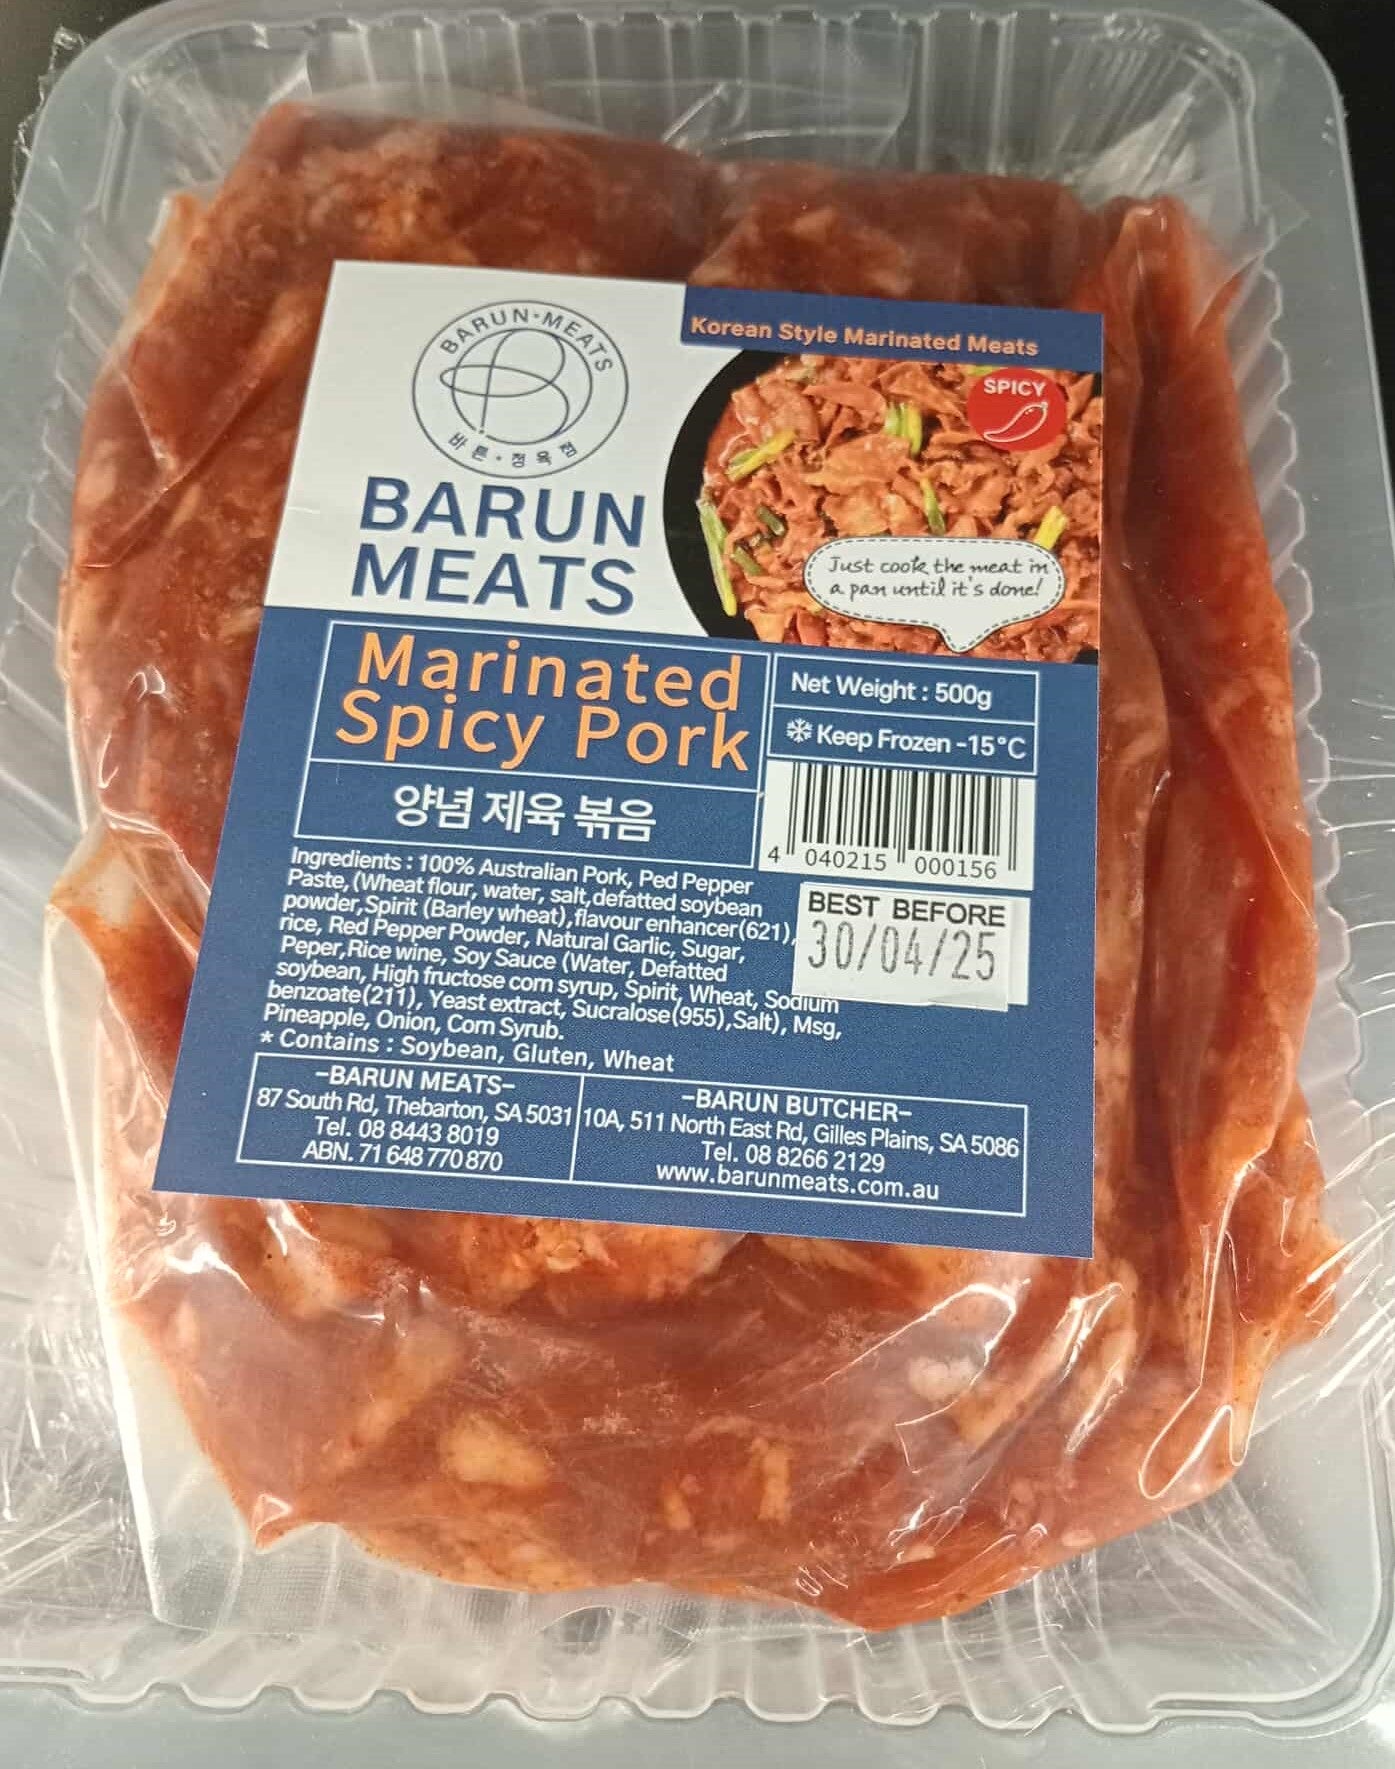 BARUN·MEATS
바른·정육점
BARUN
MEATS
Korean Style Marinated Meats
SPICY
Just cook the meat in
a pan until it's done!
Marinated
Spicy Pork
양념 제육 볶음
Net Weight : 500g
Keep Frozen -15°C
4 040215 000156
BEST BEFORE
30/04/25
Ingredients : 100% Australian Pork, Ped Pepper
Paste, (Wheat flour, water, salt, defatted soybean
powder, Spirit (Barley wheat), flavour enhancer(621),
rice, Red Pepper Powder, Natural Garlic, Sugar,
Peper, Rice wine, Soy Sauce (Water, Defatted
soybean, High fructose corn syrup, Spirit, Wheat, Sodium
benzoate(211), Yeast extract, Sucralose(955), Salt), Msg,
Pineapple, Onion, Corn Syrub.
* Contains : Soybean, Gluten, Wheat
-BARUN MEATS-
87 South Rd, Thebarton, SA 5031
Tel. 08 8443 8019
ABN. 71 648 770 870
-BARUN BUTCHER-
10A, 511 North East Rd, Gilles Plains, SA 5086
Tel. 08 8266 2129
www.barunmeats.com.au